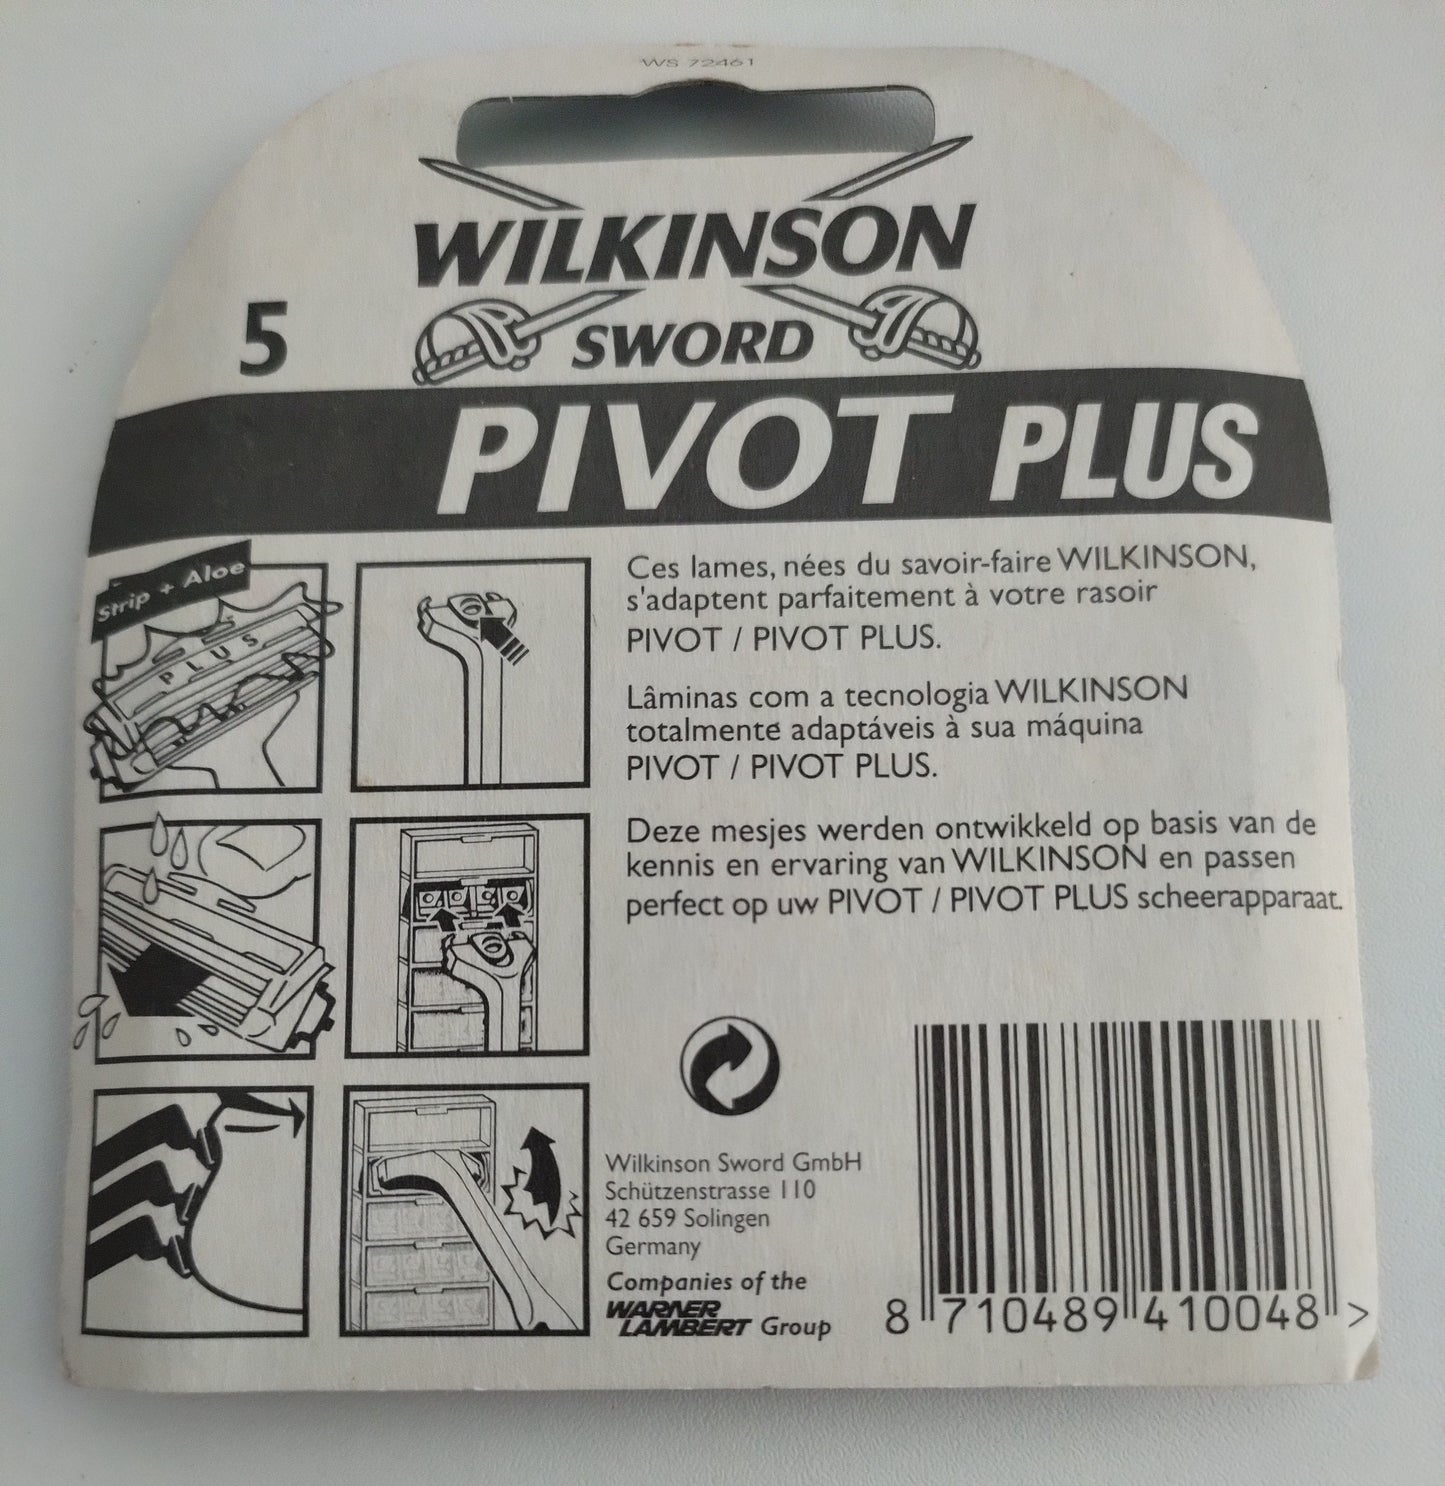 WS 72461
WILKINSON
5
SWORD
PIVOT PLUS
Strip + Aloe
PLUS
Ces lames, nées du savoir-faire WILKINSON,
s'adaptent parfaitement à votre rasoir
PIVOT / PIVOT PLUS.
Lâminas com a tecnologia WILKINSON
totalmente adaptáveis à sua máquina
PIVOT / PIVOT PLUS.
Deze mesjes werden ontwikkeld op basis van de
kennis en ervaring van WILKINSON en passen
perfect op uw PIVOT / PIVOT PLUS scheerapparaat.
Wilkinson Sword GmbH
Schützenstrasse 110
42 659 Solingen
Germany
Companies of the
WARNER
LAMBERT Group
8 710489 410048 >